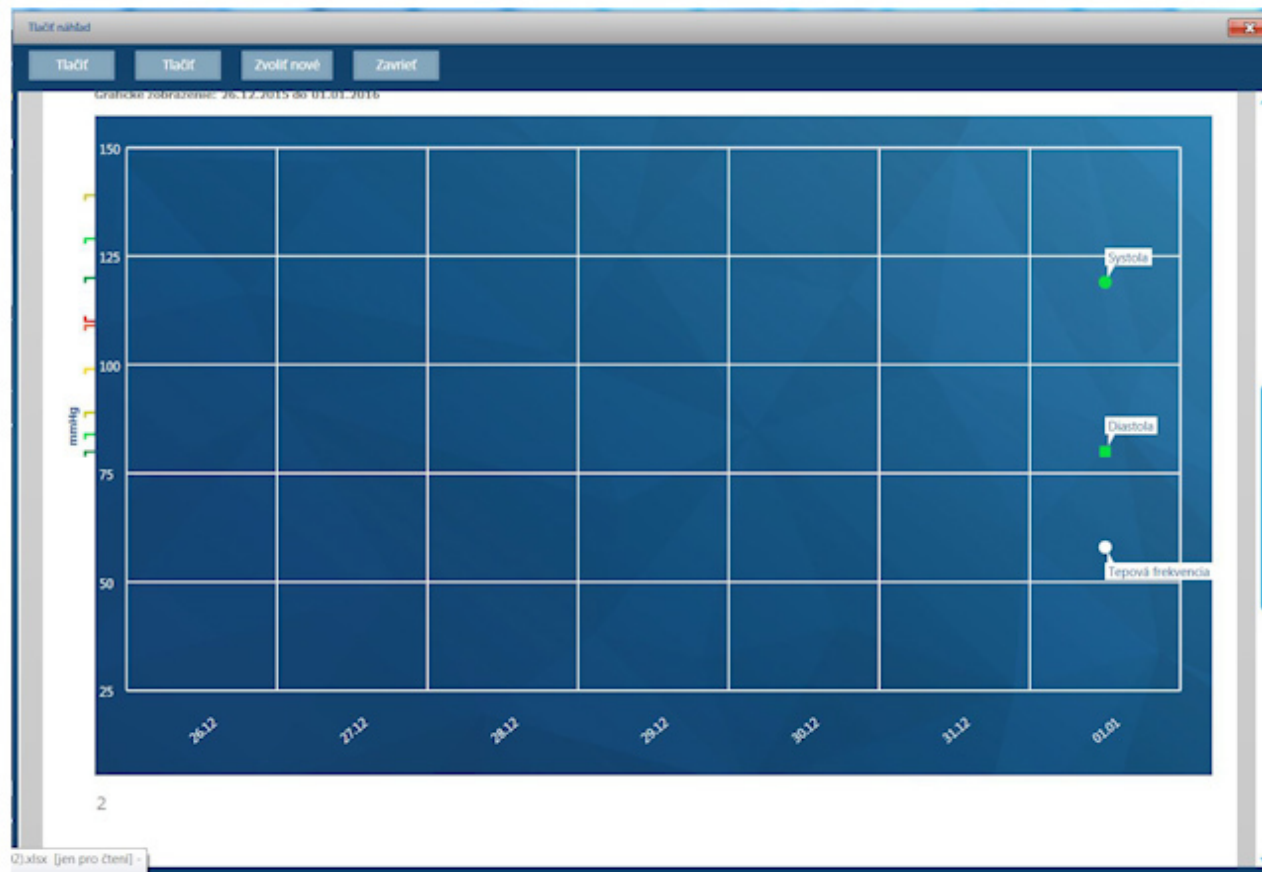 Tlačiť náhľad
Tlačiť Tlačiť Zvoliť nové Zavrieť
Grafické zobrazenie: 26.12.2015 do 01.01.2016
150
125
100
75
50
25
mmHg
Systola
Diastola
Tepová frekvencia
26.12 27.12 28.12 29.12 30.12 31.12 01.01
2
2).xlsx [jen pro čtení] -